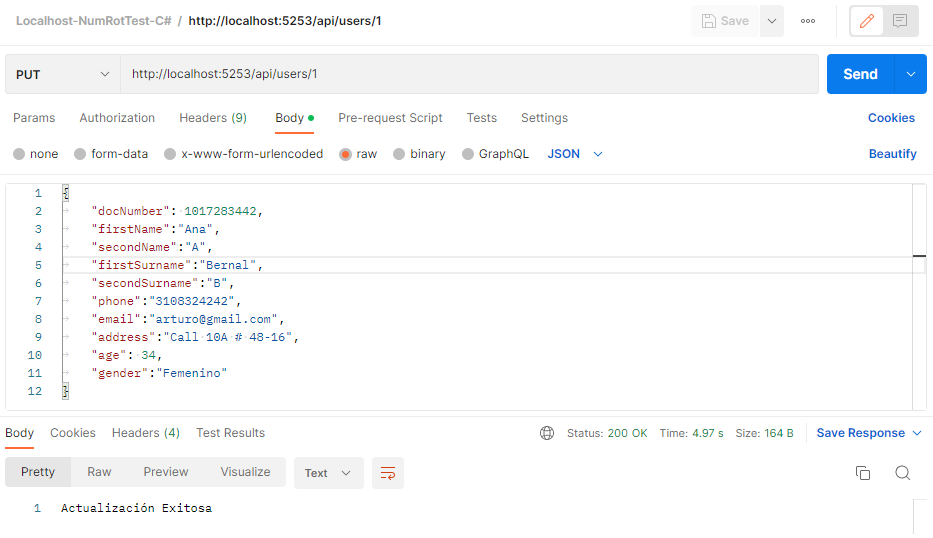 Localhost-NumRotTest-C# / http://localhost:5253/api/users/1
Save
PUT
http://localhost:5253/api/users/1
Send
Params Authorization Headers (9) Body Pre-request Script Tests Settings Cookies
none form-data x-www-form-urlencoded raw binary GraphQL JSON Beautify
1 {
2 "docNumber": 1017283442,
3 "firstName":"Ana",
4 "secondName":"A",
5 "firstSurname":"Bernal",
6 "secondSurname":"B",
7 "phone":"3108324242",
8 "email":"arturo@gmail.com",
9 "address":"Call 10A # 48-16",
10 "age": 34,
11 "gender":"Femenino"
12 }
Body Cookies Headers (4) Test Results Status: 200 OK Time: 4.97 s Size: 164 B Save Response
Pretty Raw Preview Visualize Text
1 Actualización Exitosa